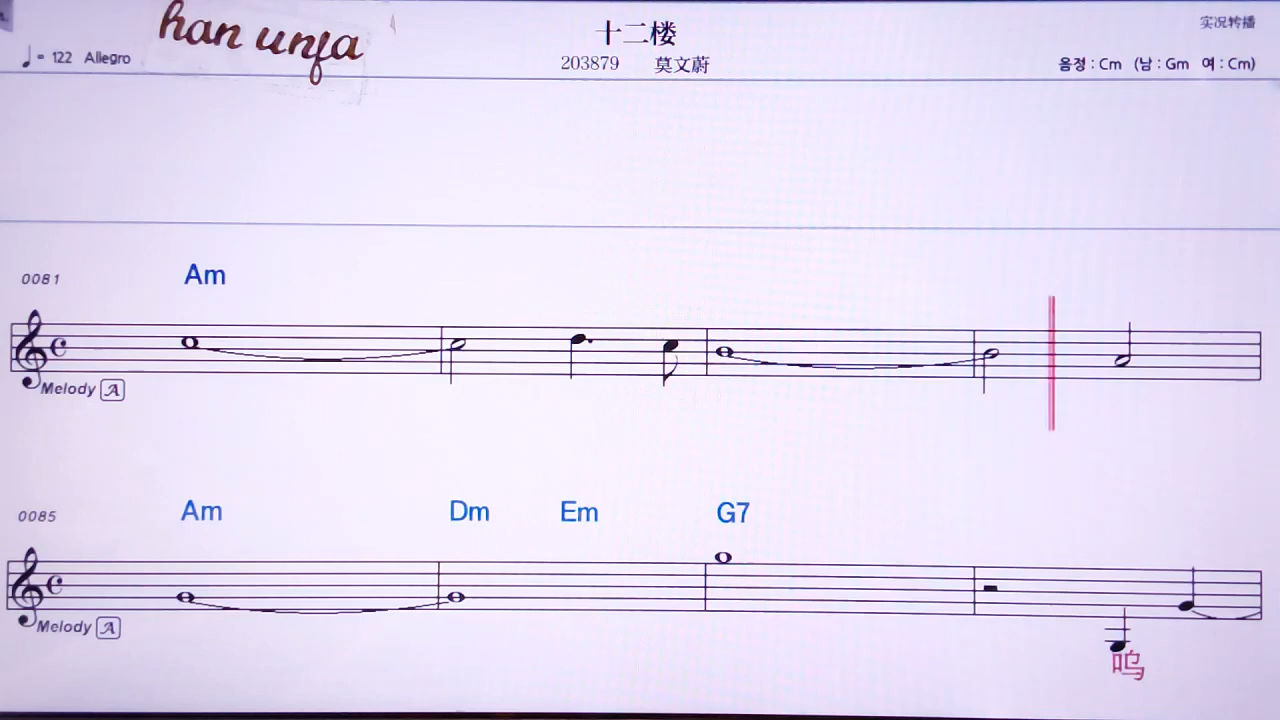 han unfa
♩= 122 Allegro
十二楼
203879 莫文蔚
实况转播
음정 : Cm (남 : Gm 여 : Cm)
0081
Am
Melody A
0085
Am Dm Em G7
Melody A
呜